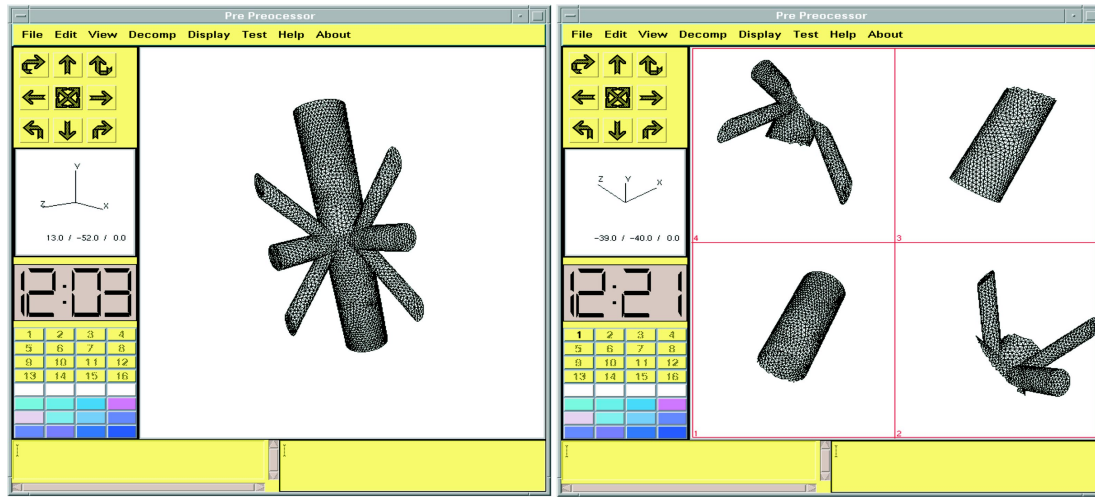 Pre Preocessor
File Edit View Decomp Display Test Help About
Z Y X
13.0 / -52.0 / 0.0
12:03
1 2 3 4
5 6 7 8
9 10 11 12
13 14 15 16
Pre Preocessor
File Edit View Decomp Display Test Help About
Z Y X
-39.0 / -40.0 / 0.0
12:21
1 2 3 4
5 6 7 8
9 10 11 12
13 14 15 16
4 3
1 2